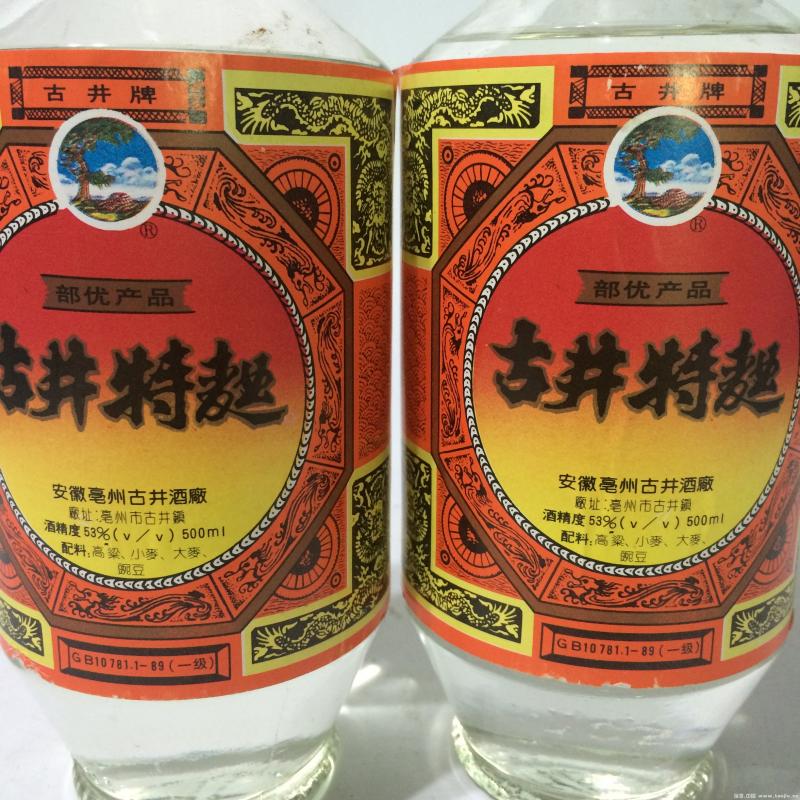 古井牌
®
部优产品
古井特麯
安徽亳州古井酒廠
廠址:亳州市古井鎮
酒精度53%(v/v)500ml
配料:高粱、小麥、大麥、
豌豆
GB10781.1-89(一级)
古井牌
®
部优产品
古井特麯
安徽亳州古井酒廠
廠址:亳州市古井鎮
酒精度53%(v/v)500ml
配料:高粱、小麥、大麥、
豌豆
GB10781.1-89(一级)